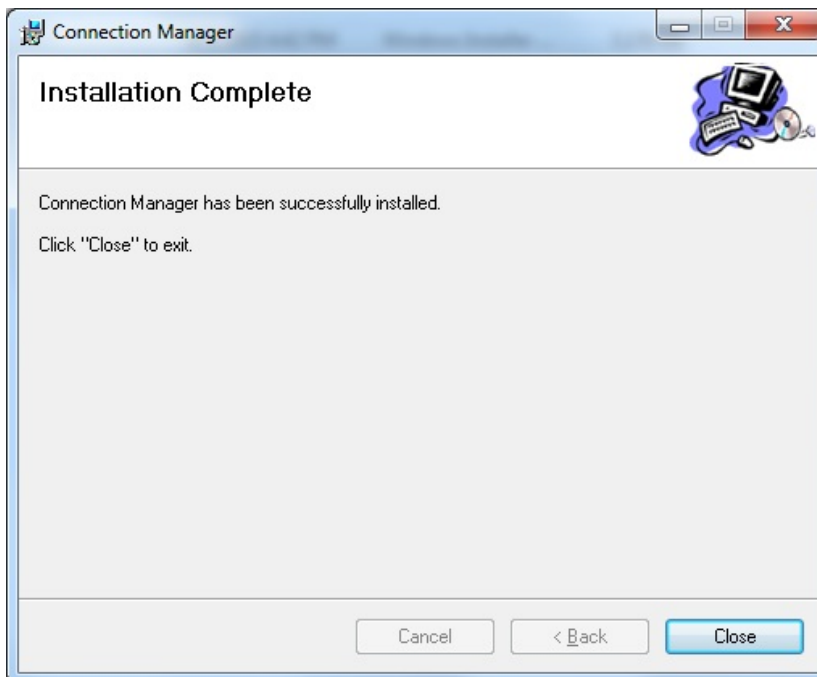 Connection Manager
Installation Complete
Connection Manager has been successfully installed.
Click "Close" to exit.
Cancel
< Back
Close